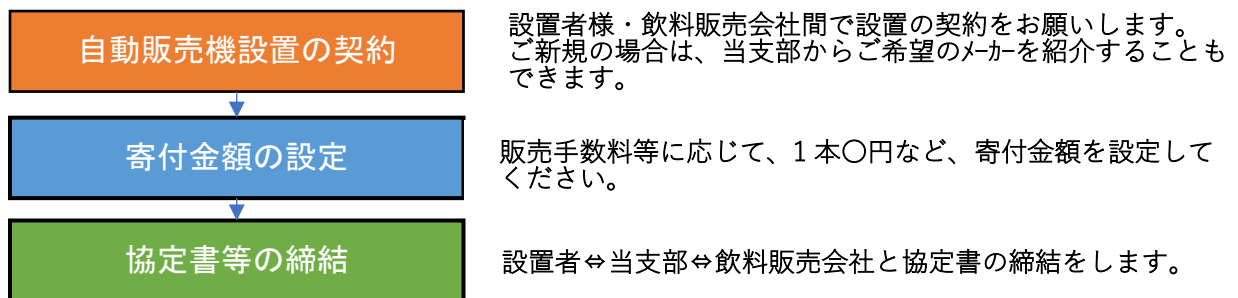 自動販売機設置の契約
設置者様・飲料販売会社間で設置の契約をお願いします。
ご新規の場合は、当支部からご希望のﾒｰｶｰを紹介することも
できます。
寄付金額の設定
販売手数料等に応じて、1本〇円など、寄付金額を設定して
ください。
協定書等の締結
設置者⇔当支部⇔飲料販売会社と協定書の締結をします。